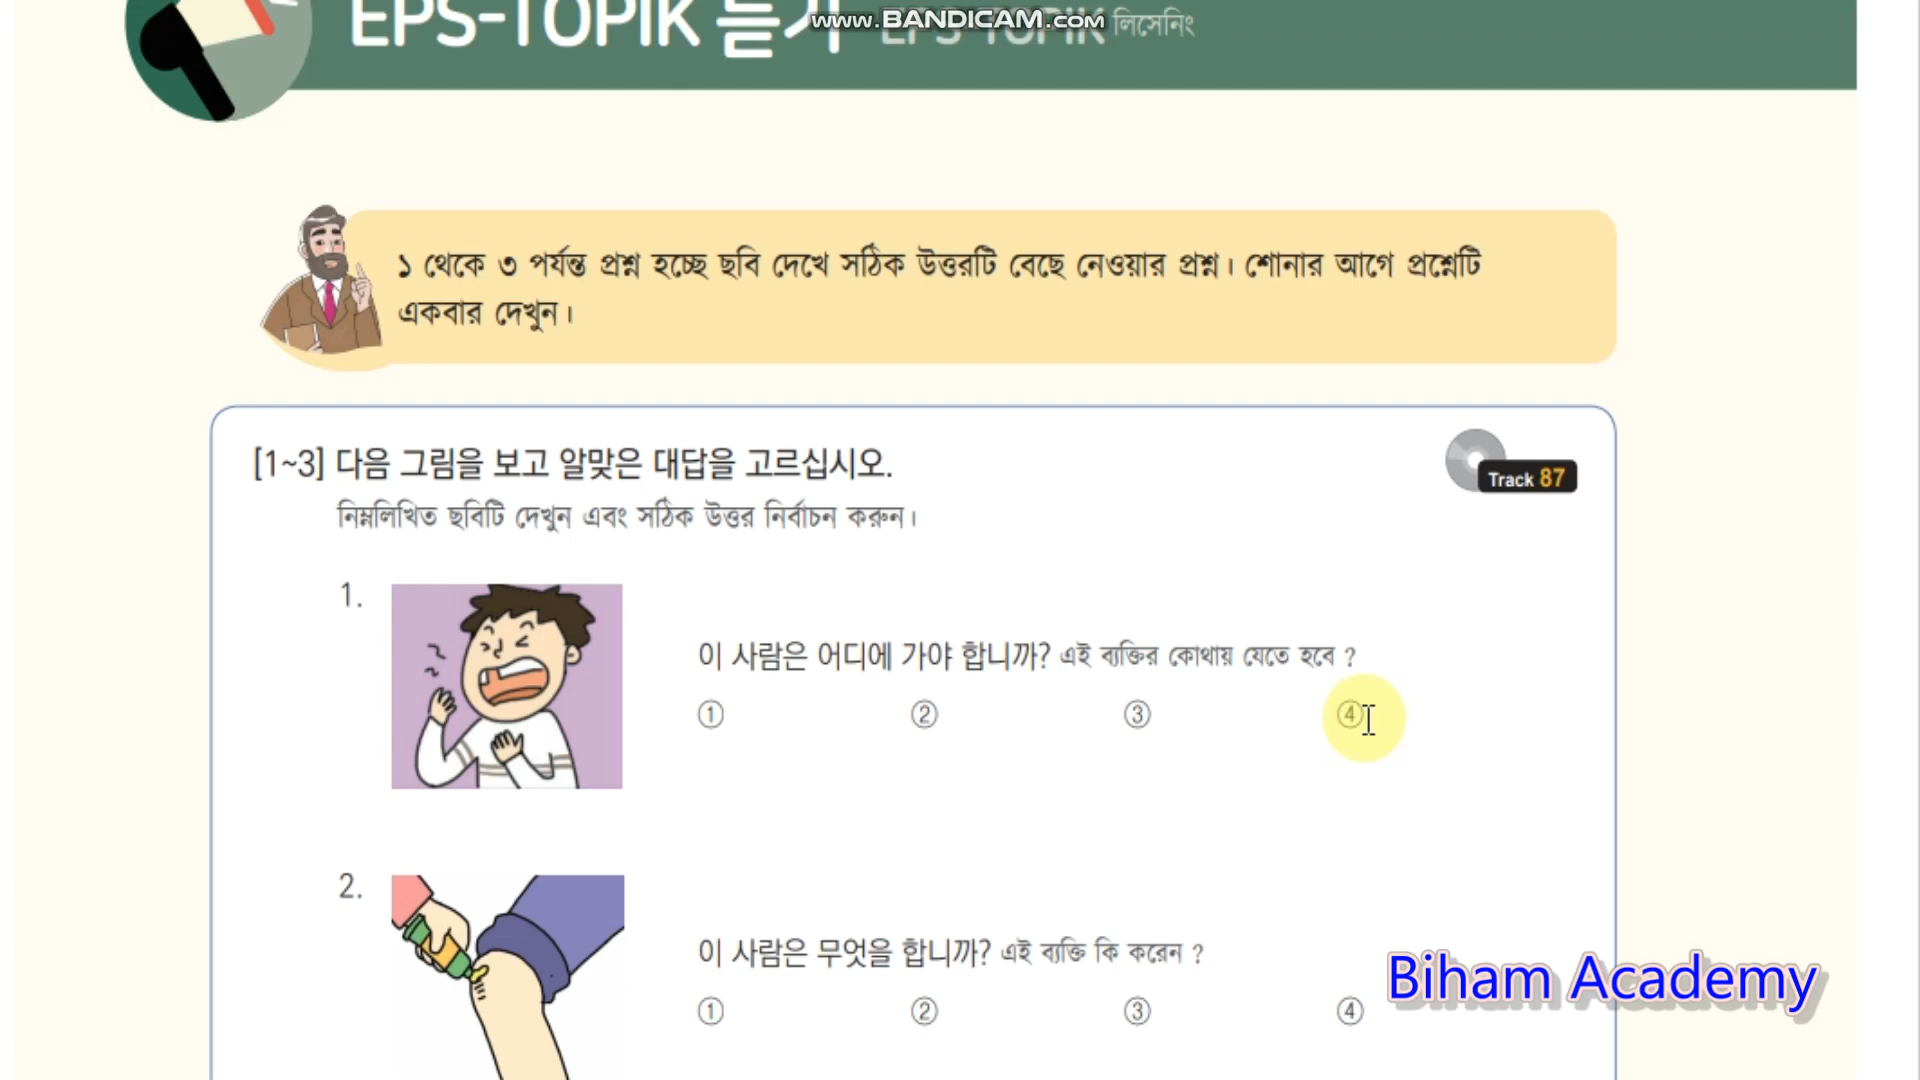 EPS-TOPIK 듣기 EPS-TOPIK লিসেনিং
www.BANDICAM.com
১ থেকে ৩ পর্যন্ত প্রশ্ন হচ্ছে ছবি দেখে সঠিক উত্তরটি বেছে নেওয়ার প্রশ্ন। শোনার আগে প্রশ্নেটি
একবার দেখুন।
[1~3] 다음 그림을 보고 알맞은 대답을 고르십시오.
Track 87
নিম্নলিখিত ছবিটি দেখুন এবং সঠিক উত্তর নির্বাচন করুন।
1.
이 사람은 어디에 가야 합니까? এই ব্যক্তির কোথায় যেতে হবে ?
① ② ③ ④
2.
이 사람은 무엇을 합니까? এই ব্যক্তি কি করেন ?
① ② ③ ④
Biham Academy